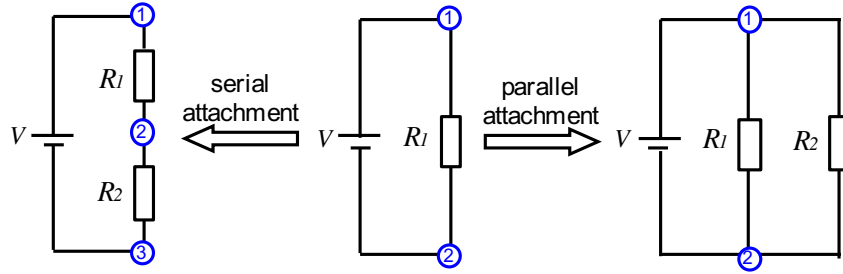 1
R1
serial
attachment
V
2
R2
3
1
V
R1
2
parallel
attachment
1
V
R1
R2
2